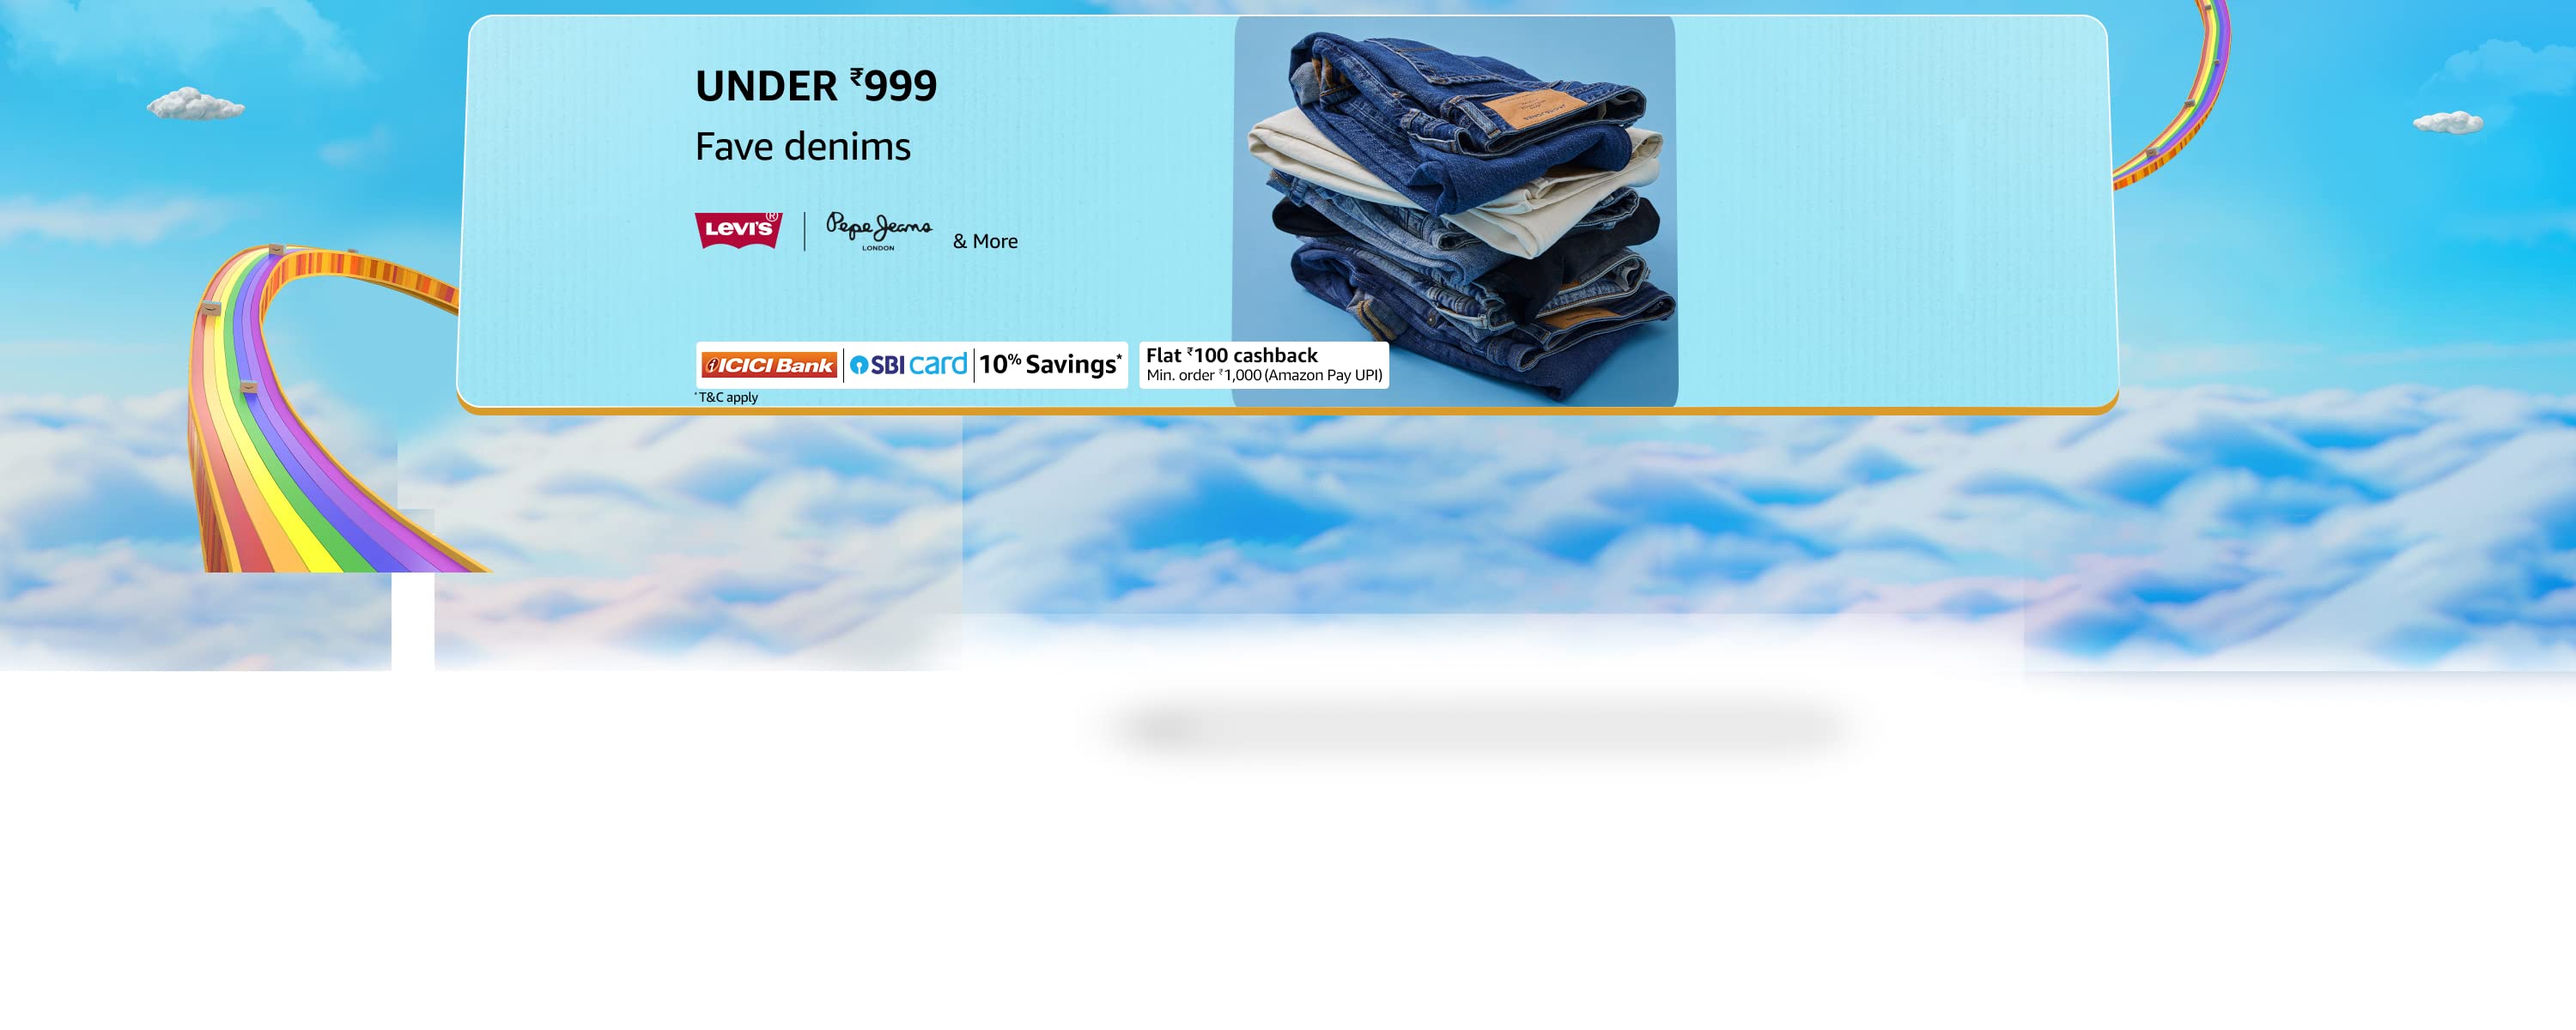 UNDER ₹999
Fave denims
LEVI'S® | Pepe Jeans LONDON & More
ICICI Bank | SBI card | 10% Savings*
Flat ₹100 cashback
Min. order ₹1,000 (Amazon Pay UPI)
*T&C apply